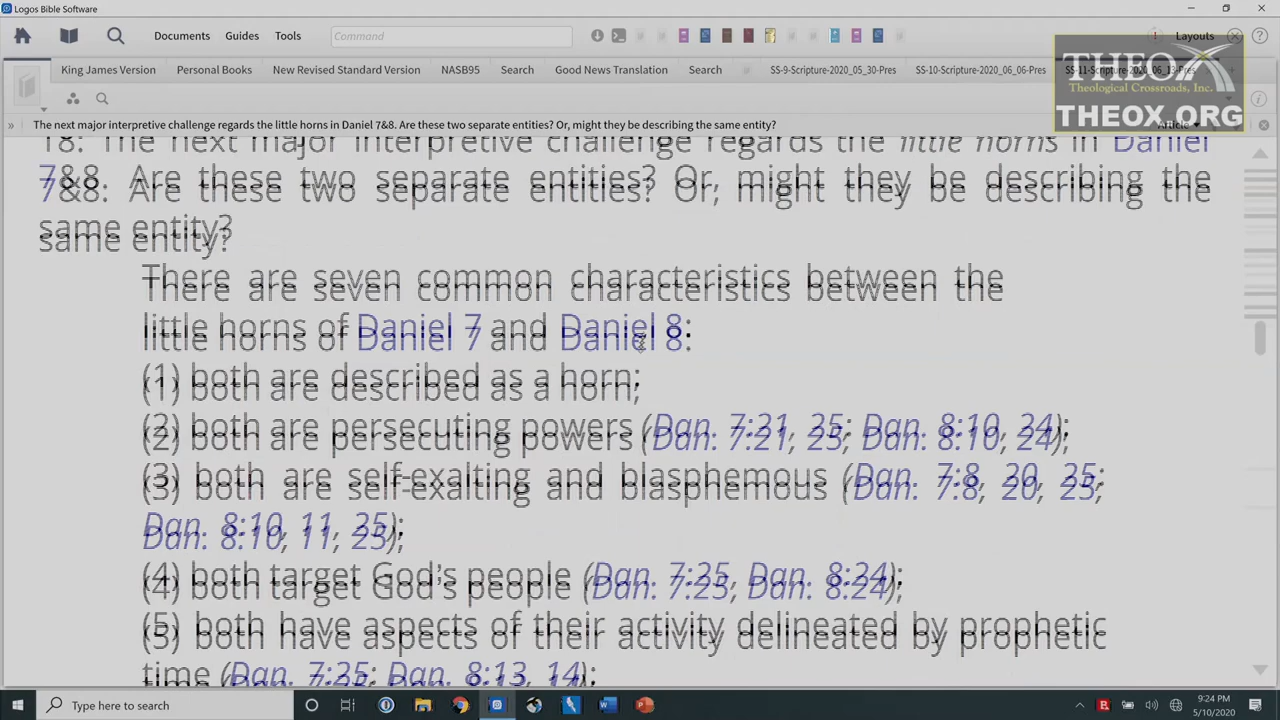 Logos Bible Software
Documents Guides Tools Command Layouts
King James Version Personal Books New Revised Standa... 1.335 Search Good News Translation Search SS-9-Scripture-2020_05_30-Pres SS-10-Scripture-2020_06_06-Pres SS-11-Scripture-2020_06_13-Pres
THEOX
Theological Crossroads, Inc.
THEOX.ORG
The next major interpretive challenge regards the little horns in Daniel 7&8. Are these two separate entities? Or, might they be describing the same entity? Article
18: The next major interpretive challenge regards the little horns in Daniel
7&8. Are these two separate entities? Or, might they be describing the
same entity?
There are seven common characteristics between the
little horns of Daniel 7 and Daniel 8:
(1) both are described as a horn;
(2) both are persecuting powers (Dan. 7:21, 25; Dan. 8:10, 24);
(3) both are self-exalting and blasphemous (Dan. 7:8, 20, 25;
Dan. 8:10, 11, 25);
(4) both target God's people (Dan. 7:25, Dan. 8:24);
(5) both have aspects of their activity delineated by prophetic
time (Dan. 7:25; Dan. 8:13, 14);
Type here to search
9:24 PM
5/10/2020